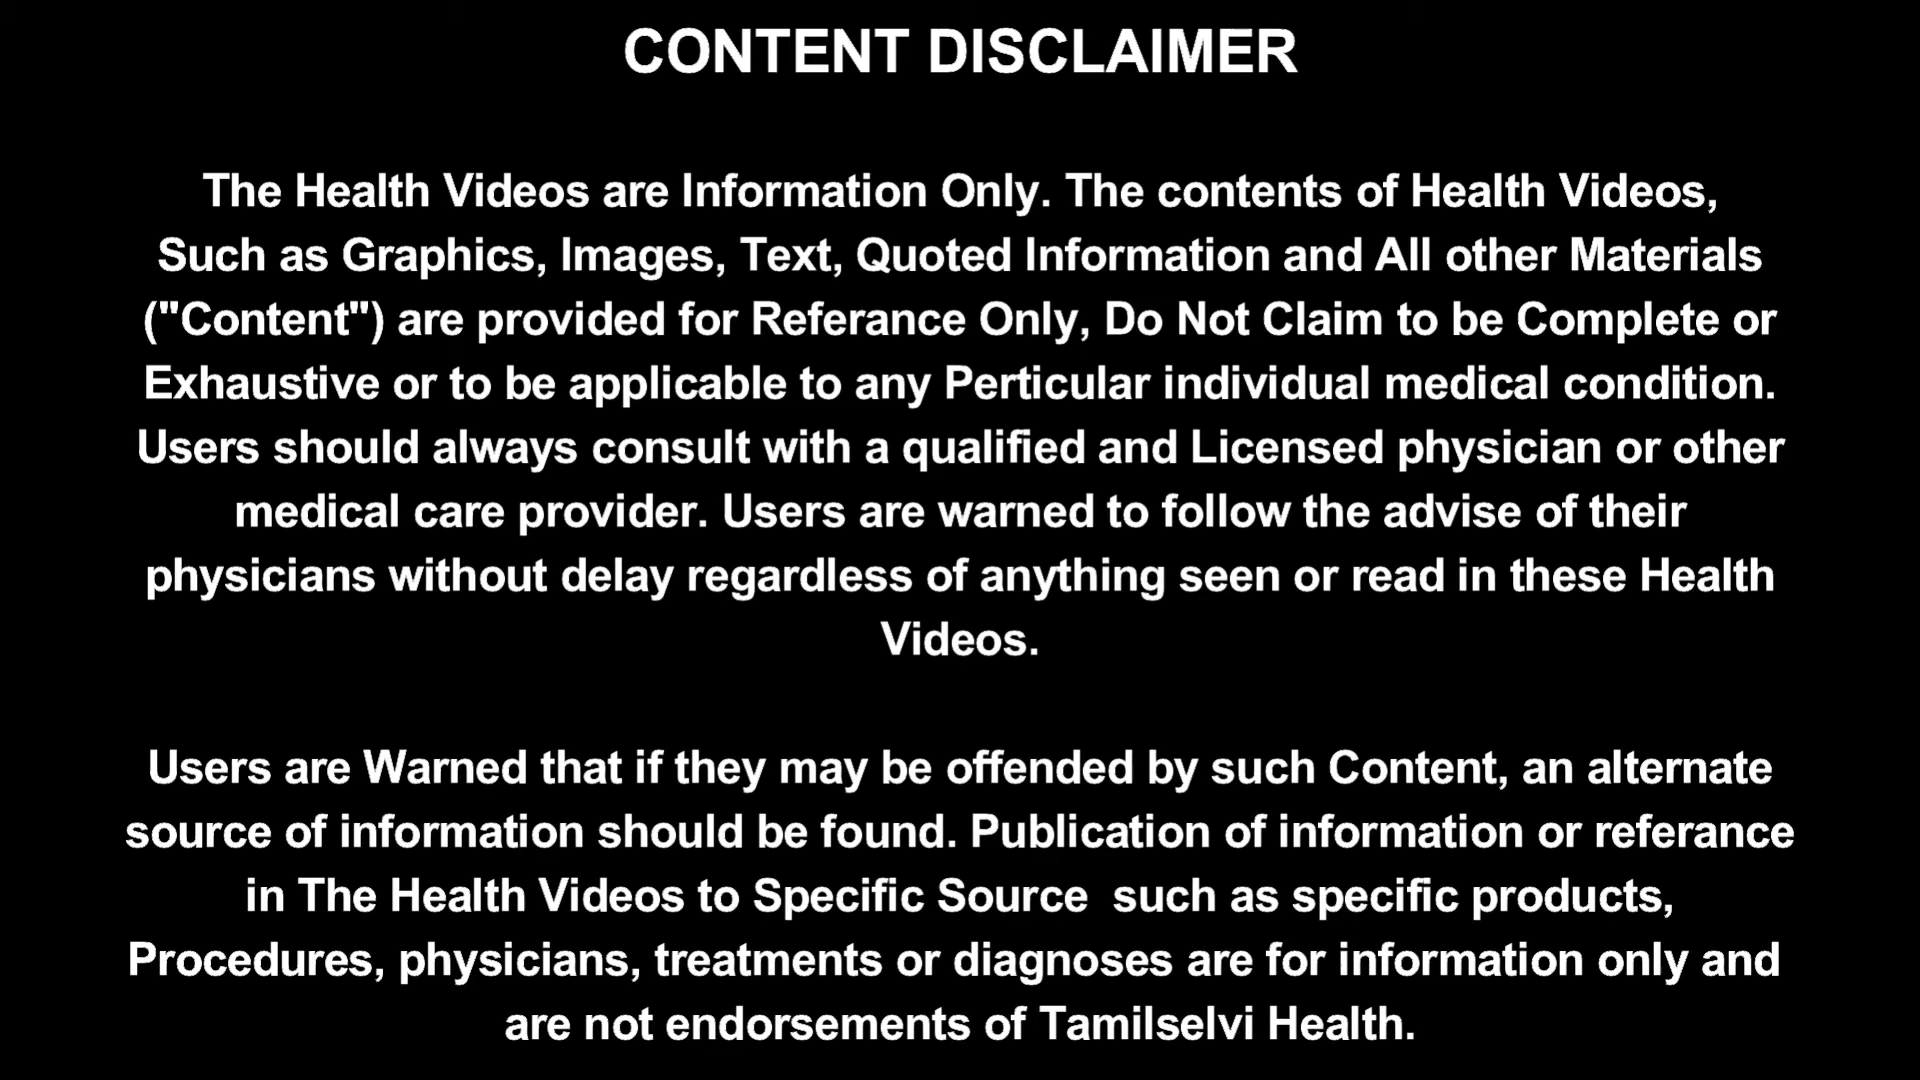 CONTENT DISCLAIMER
The Health Videos are Information Only. The contents of Health Videos,
Such as Graphics, Images, Text, Quoted Information and All other Materials
("Content") are provided for Referance Only, Do Not Claim to be Complete or
Exhaustive or to be applicable to any Perticular individual medical condition.
Users should always consult with a qualified and Licensed physician or other
medical care provider. Users are warned to follow the advise of their
physicians without delay regardless of anything seen or read in these Health
Videos.
Users are Warned that if they may be offended by such Content, an alternate
source of information should be found. Publication of information or referance
in The Health Videos to Specific Source  such as specific products,
Procedures, physicians, treatments or diagnoses are for information only and
are not endorsements of Tamilselvi Health.